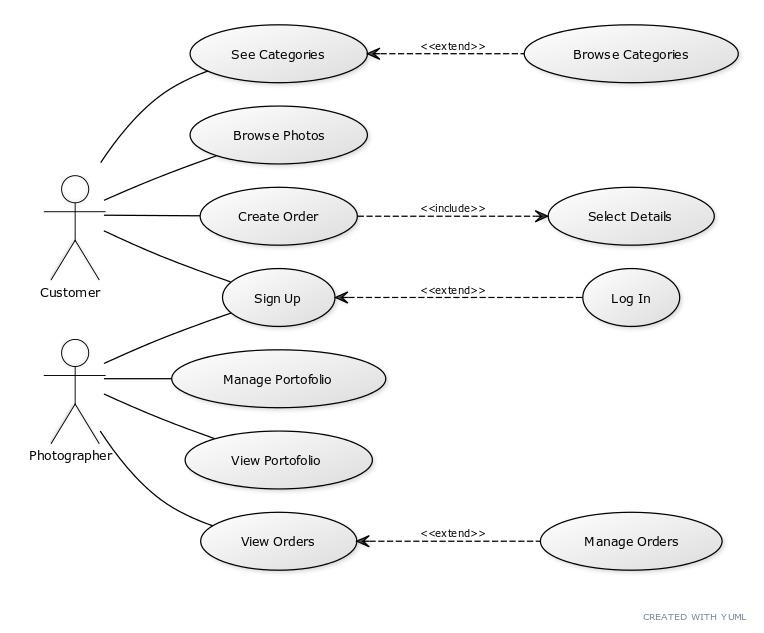 See Categories
<<extend>>
Browse Categories
Browse Photos
Create Order
<<include>>
Select Details
Customer
Sign Up
<<extend>>
Log In
Manage Portofolio
Photographer
View Portofolio
View Orders
<<extend>>
Manage Orders
CREATED WITH YUML